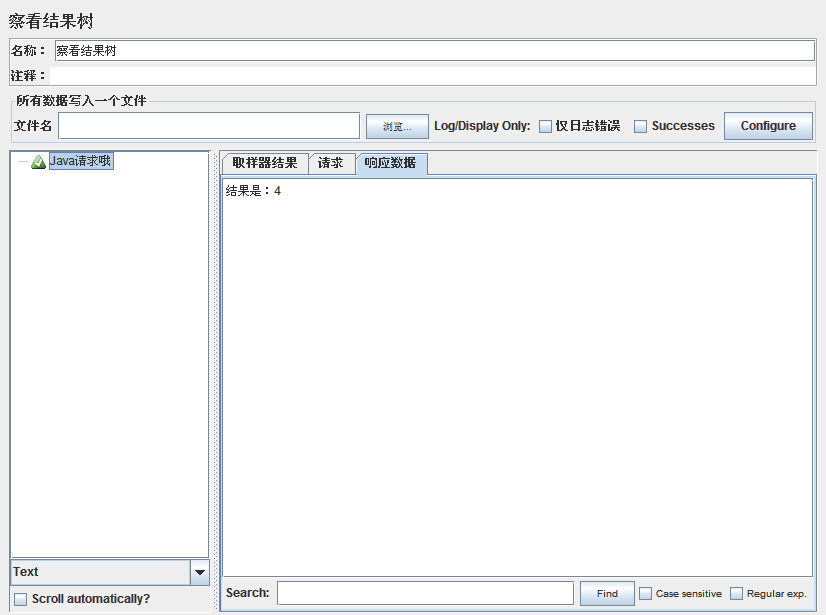 察看结果树
名称： 察看结果树
注释：
所有数据写入一个文件
文件名 浏览... Log/Display Only: 仅日志错误 Successes Configure
Java请求哦 取样器结果 请求 响应数据
结果是：4
Text
Search: Find Case sensitive Regular exp.
Scroll automatically?